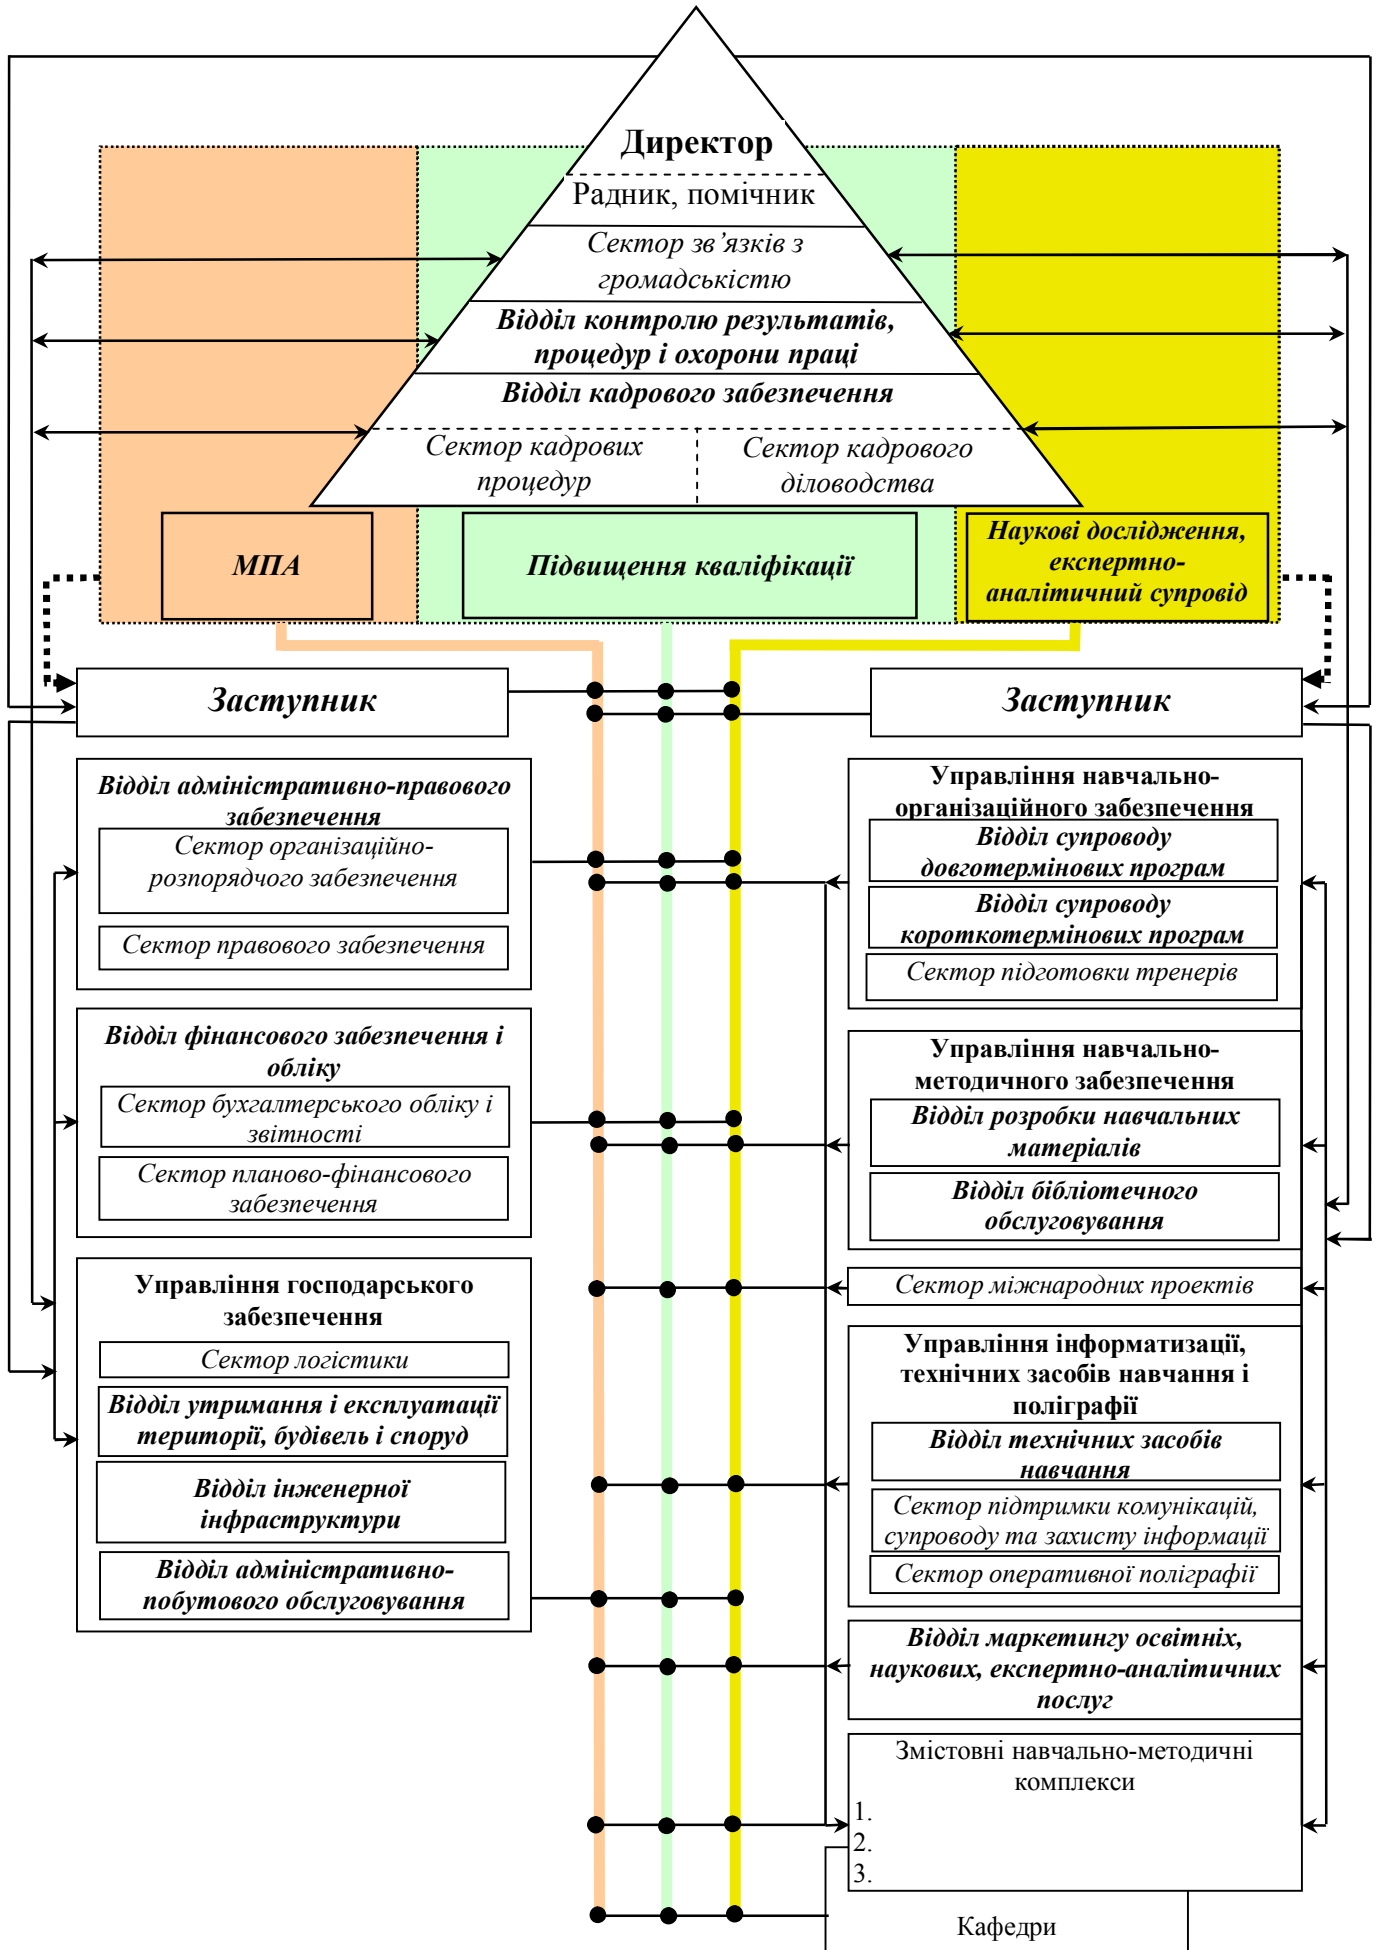 Директор
Радник, помічник
Сектор зв’язків з
громадськістю
Відділ контролю результатів,
процедур і охорони праці
Відділ кадрового забезпечення
Сектор кадрових
процедур
Сектор кадрового
діловодства
МПА
Підвищення кваліфікації
Наукові дослідження,
експертно-
аналітичний супровід
Заступник
Заступник
Відділ адміністративно-правового
забезпечення
Сектор організаційно-
розпорядчого забезпечення
Сектор правового забезпечення
Відділ фінансового забезпечення і
обліку
Сектор бухгалтерського обліку і
звітності
Сектор планово-фінансового
забезпечення
Управління господарського
забезпечення
Сектор логістики
Відділ утримання і експлуатації
території, будівель і споруд
Відділ інженерної
інфраструктури
Відділ адміністративно-
побутового обслуговування
Управління навчально-
організаційного забезпечення
Відділ супроводу
довготермінових програм
Відділ супроводу
короткотермінових програм
Сектор підготовки тренерів
Управління навчально-
методичного забезпечення
Відділ розробки навчальних
матеріалів
Відділ бібліотечного
обслуговування
Сектор міжнародних проектів
Управління інформатизації,
технічних засобів навчання і
поліграфії
Відділ технічних засобів
навчання
Сектор підтримки комунікацій,
супроводу та захисту інформації
Сектор оперативної поліграфії
Відділ маркетингу освітніх,
наукових, експертно-аналітичних
послуг
Змістовні навчально-методичні
комплекси
1.
2.
3.
Кафедри